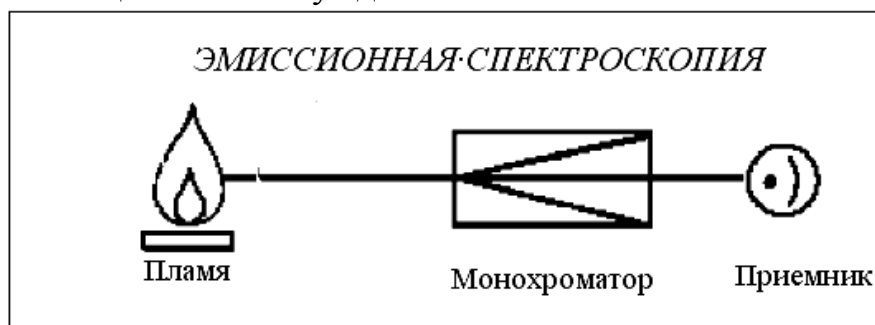 ЭМИССИОННАЯ·СПЕКТРОСКОПИЯ
Пламя
Монохроматор
Приемник